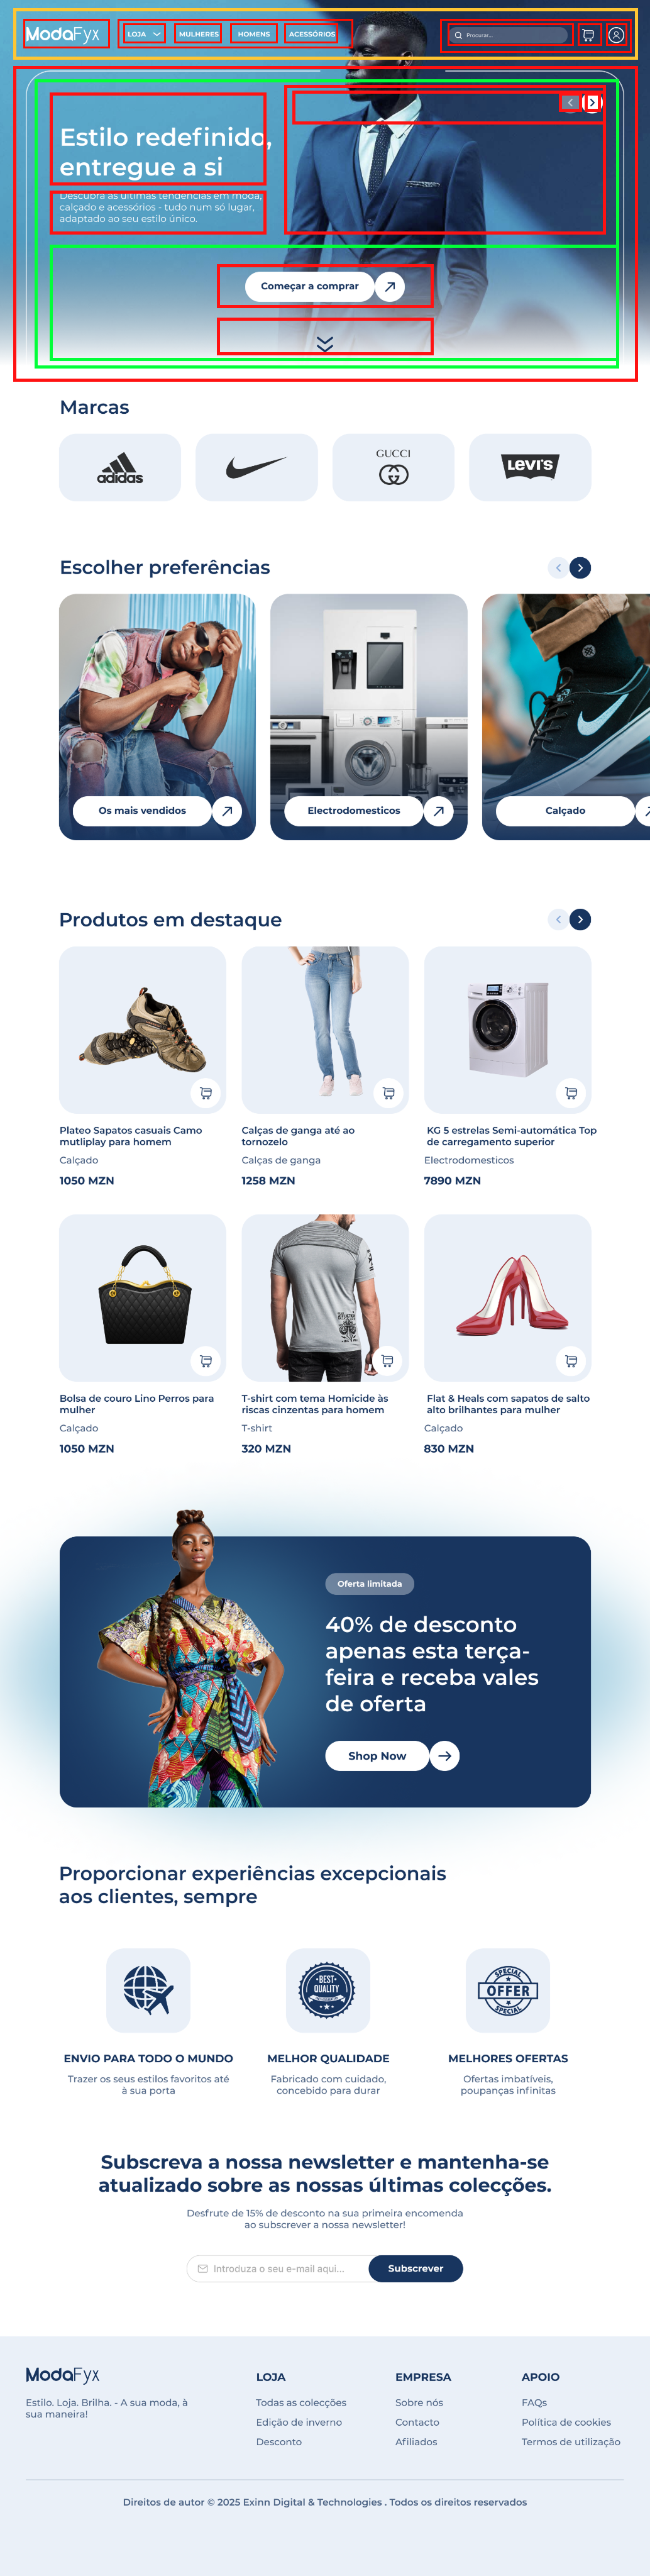 ModaFyx
LOJA MULHERES HOMENS ACESSÓRIOS
Procurar...
Estilo redefinido,
entregue a si
Descubra as últimas tendências em moda,
calçado e acessórios - tudo num só lugar,
adaptado ao seu estilo único.
Começar a comprar
Marcas
adidas
GUCCI
LEVI'S
Escolher preferências
Os mais vendidos
Electrodomesticos
Calçado
Produtos em destaque
Plateo Sapatos casuais Camo
mutliplay para homem
Calçado
1050 MZN
Calças de ganga até ao
tornozelo
Calças de ganga
1258 MZN
KG 5 estrelas Semi-automática Top
de carregamento superior
Electrodomesticos
7890 MZN
Bolsa de couro Lino Perros para
mulher
Calçado
1050 MZN
T-shirt com tema Homicide às
riscas cinzentas para homem
T-shirt
320 MZN
Flat & Heals com sapatos de salto
alto brilhantes para mulher
Calçado
830 MZN
Oferta limitada
40% de desconto
apenas esta terça-
feira e receba vales
de oferta
Shop Now
Proporcionar experiências excepcionais
aos clientes, sempre
BEST
QUALITY
SPECIAL
OFFER
SPECIAL
ENVIO PARA TODO O MUNDO
Trazer os seus estilos favoritos até
à sua porta
MELHOR QUALIDADE
Fabricado com cuidado,
concebido para durar
MELHORES OFERTAS
Ofertas imbatíveis,
poupanças infinitas
Subscreva a nossa newsletter e mantenha-se
atualizado sobre as nossas últimas colecções.
Desfrute de 15% de desconto na sua primeira encomenda
ao subscrever a nossa newsletter!
Introduza o seu e-mail aqui...
Subscrever
ModaFyx
Estilo. Loja. Brilha. - A sua moda, à
sua maneira!
LOJA
Todas as colecções
Edição de inverno
Desconto
EMPRESA
Sobre nós
Contacto
Afiliados
APOIO
FAQs
Política de cookies
Termos de utilização
Direitos de autor © 2025 Exinn Digital & Technologies . Todos os direitos reservados